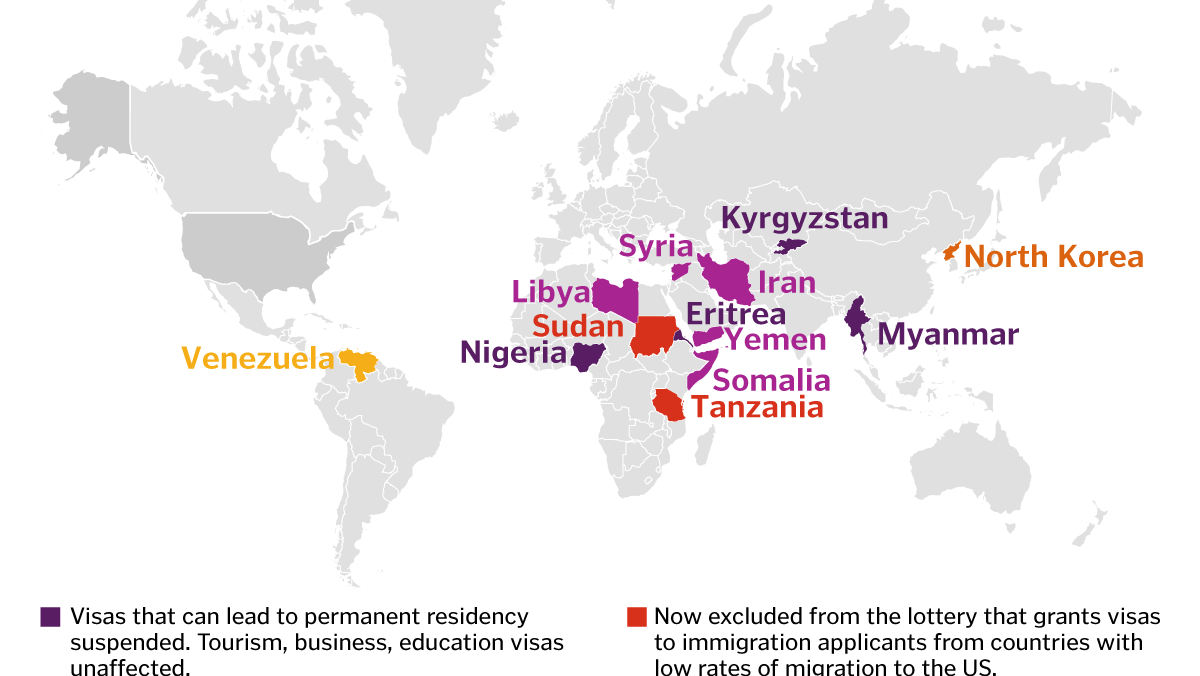 Kyrgyzstan
Syria
North Korea
Iran
Libya
Eritrea
Sudan
Myanmar
Yemen
Nigeria
Venezuela
Somalia
Tanzania
Visas that can lead to permanent residency
suspended. Tourism, business, education visas
unaffected.
Now excluded from the lottery that grants visas
to immigration applicants from countries with
low rates of migration to the US.